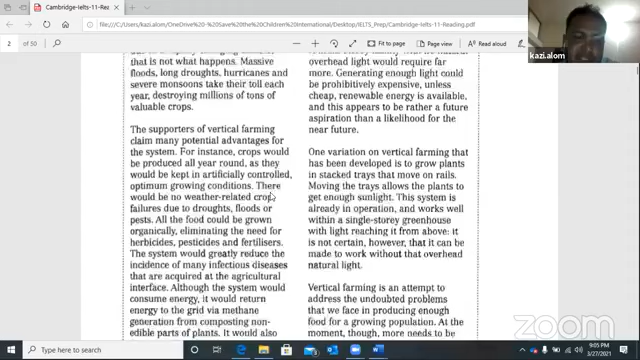 Cambridge-Ielts-11-Reading.pdf
file:///C:/Users/kazi.alom/OneDrive%20-%20Save%20the%20Children%20International/Desktop/IELTS_Prep/Cambridge-Ielts-11-Reading.pdf
2
of 50
Fit to page
Page view
Read aloud
kazi.alom
that is not what happens. Massive
floods, long droughts, hurricanes and
severe monsoons take their toll each
year, destroying millions of tons of
valuable crops.
The supporters of vertical farming
claim many potential advantages for
the system. For instance, crops would
be produced all year round, as they
would be kept in artificially controlled,
optimum growing conditions. There
would be no weather-related crop
failures due to droughts, floods or
pests. All the food could be grown
organically, eliminating the need for
herbicides, pesticides and fertilisers.
The system would greatly reduce the
incidence of many infectious diseases
that are acquired at the agricultural
interface. Although the system would
consume energy, it would return
energy to the grid via methane
generation from composting non-
edible parts of plants. It would also
overhead light would require far
more. Generating enough light could
be prohibitively expensive, unless
cheap, renewable energy is available,
and this appears to be rather a future
aspiration than a likelihood for the
near future.
One variation on vertical farming that
has been developed is to grow plants
in stacked trays that move on rails.
Moving the trays allows the plants to
get enough sunlight. This system is
already in operation, and works well
within a single-storey greenhouse
with light reaching it from above: it
is not certain, however, that it can be
made to work without that overhead
natural light.
Vertical farming is an attempt to
address the undoubted problems
that we face in producing enough
food for a growing population. At the
moment, though, more needs to be
zoom
Type here to search
9:05 PM
3/27/2021